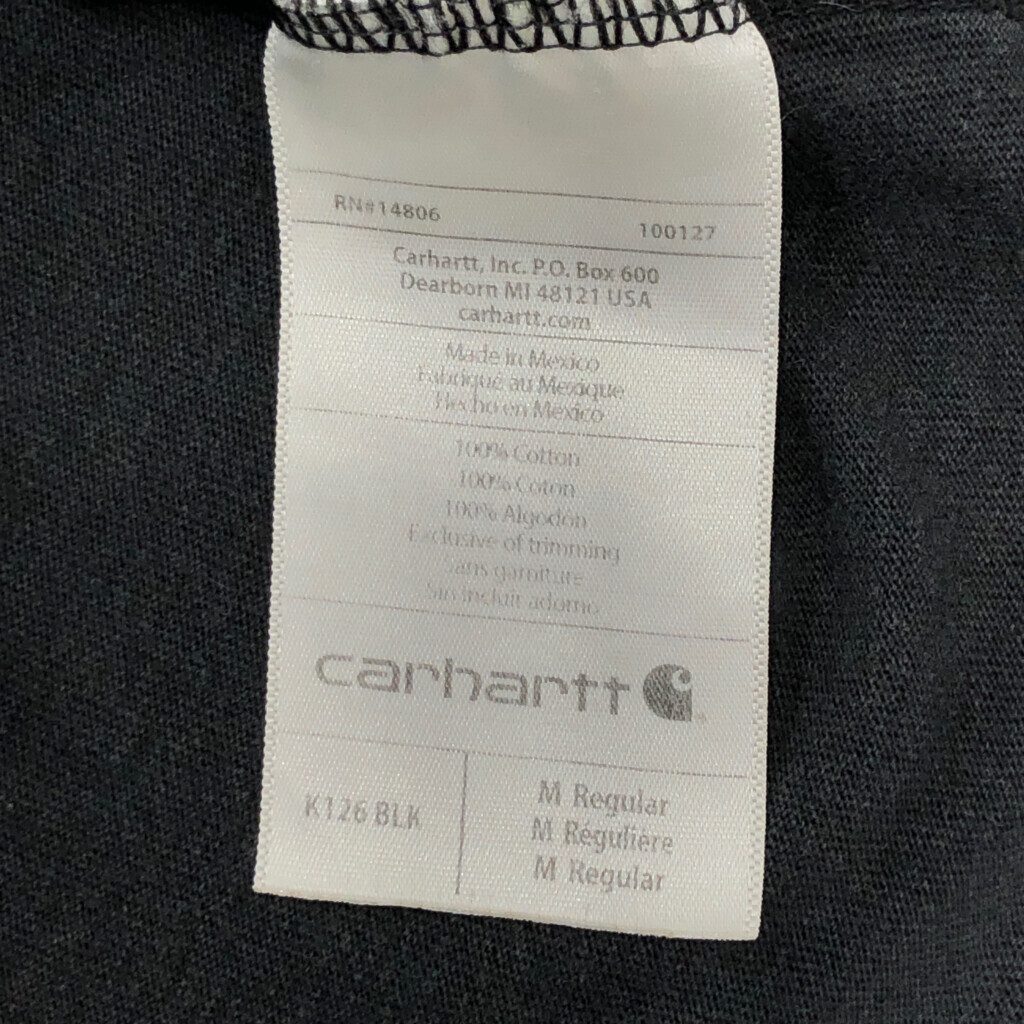 RN#14806
100127
Carhartt, Inc. P.O. Box 600
Dearborn MI 48121 USA
carhartt.com
Made in Mexico
Fabriqué au Mexique
Hecho en México
100% Cotton
100% Coton
100% Algodón
Exclusive of trimming
Sans garniture
Sin incluir adorno
carhartt
K126 BLK
M Regular
M Régulière
M Regular